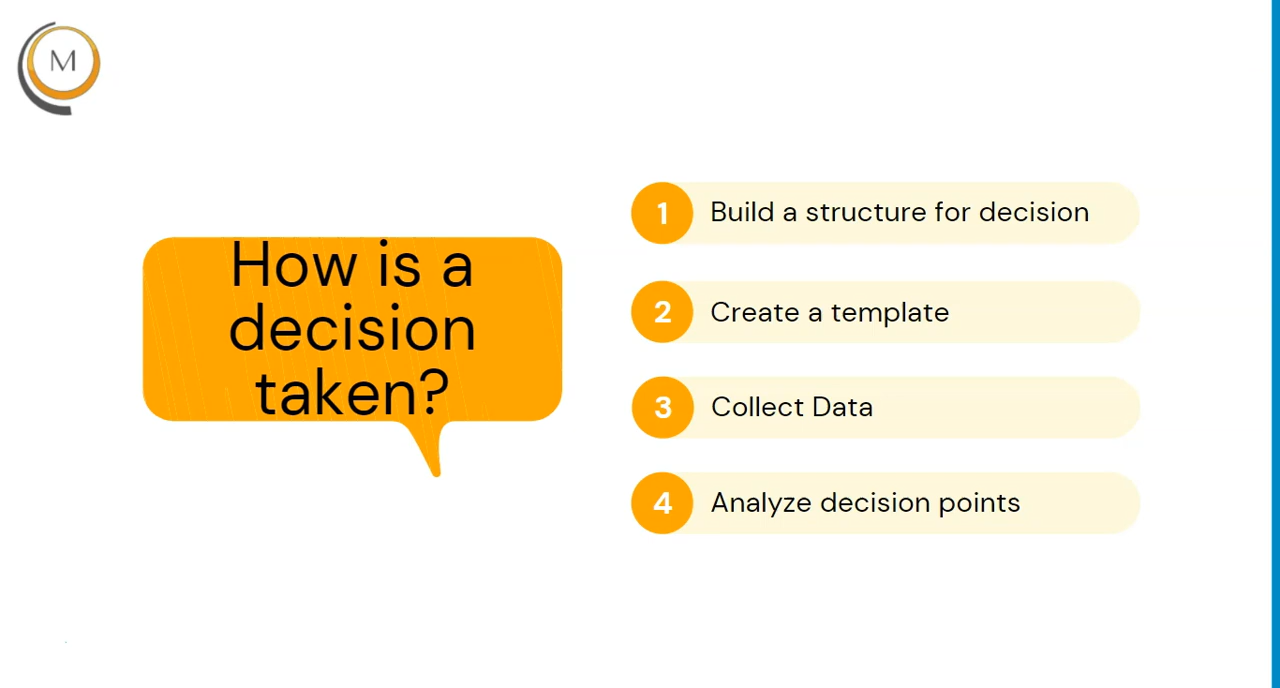 M
How is a
decision
taken?
1 Build a structure for decision
2 Create a template
3 Collect Data
4 Analyze decision points